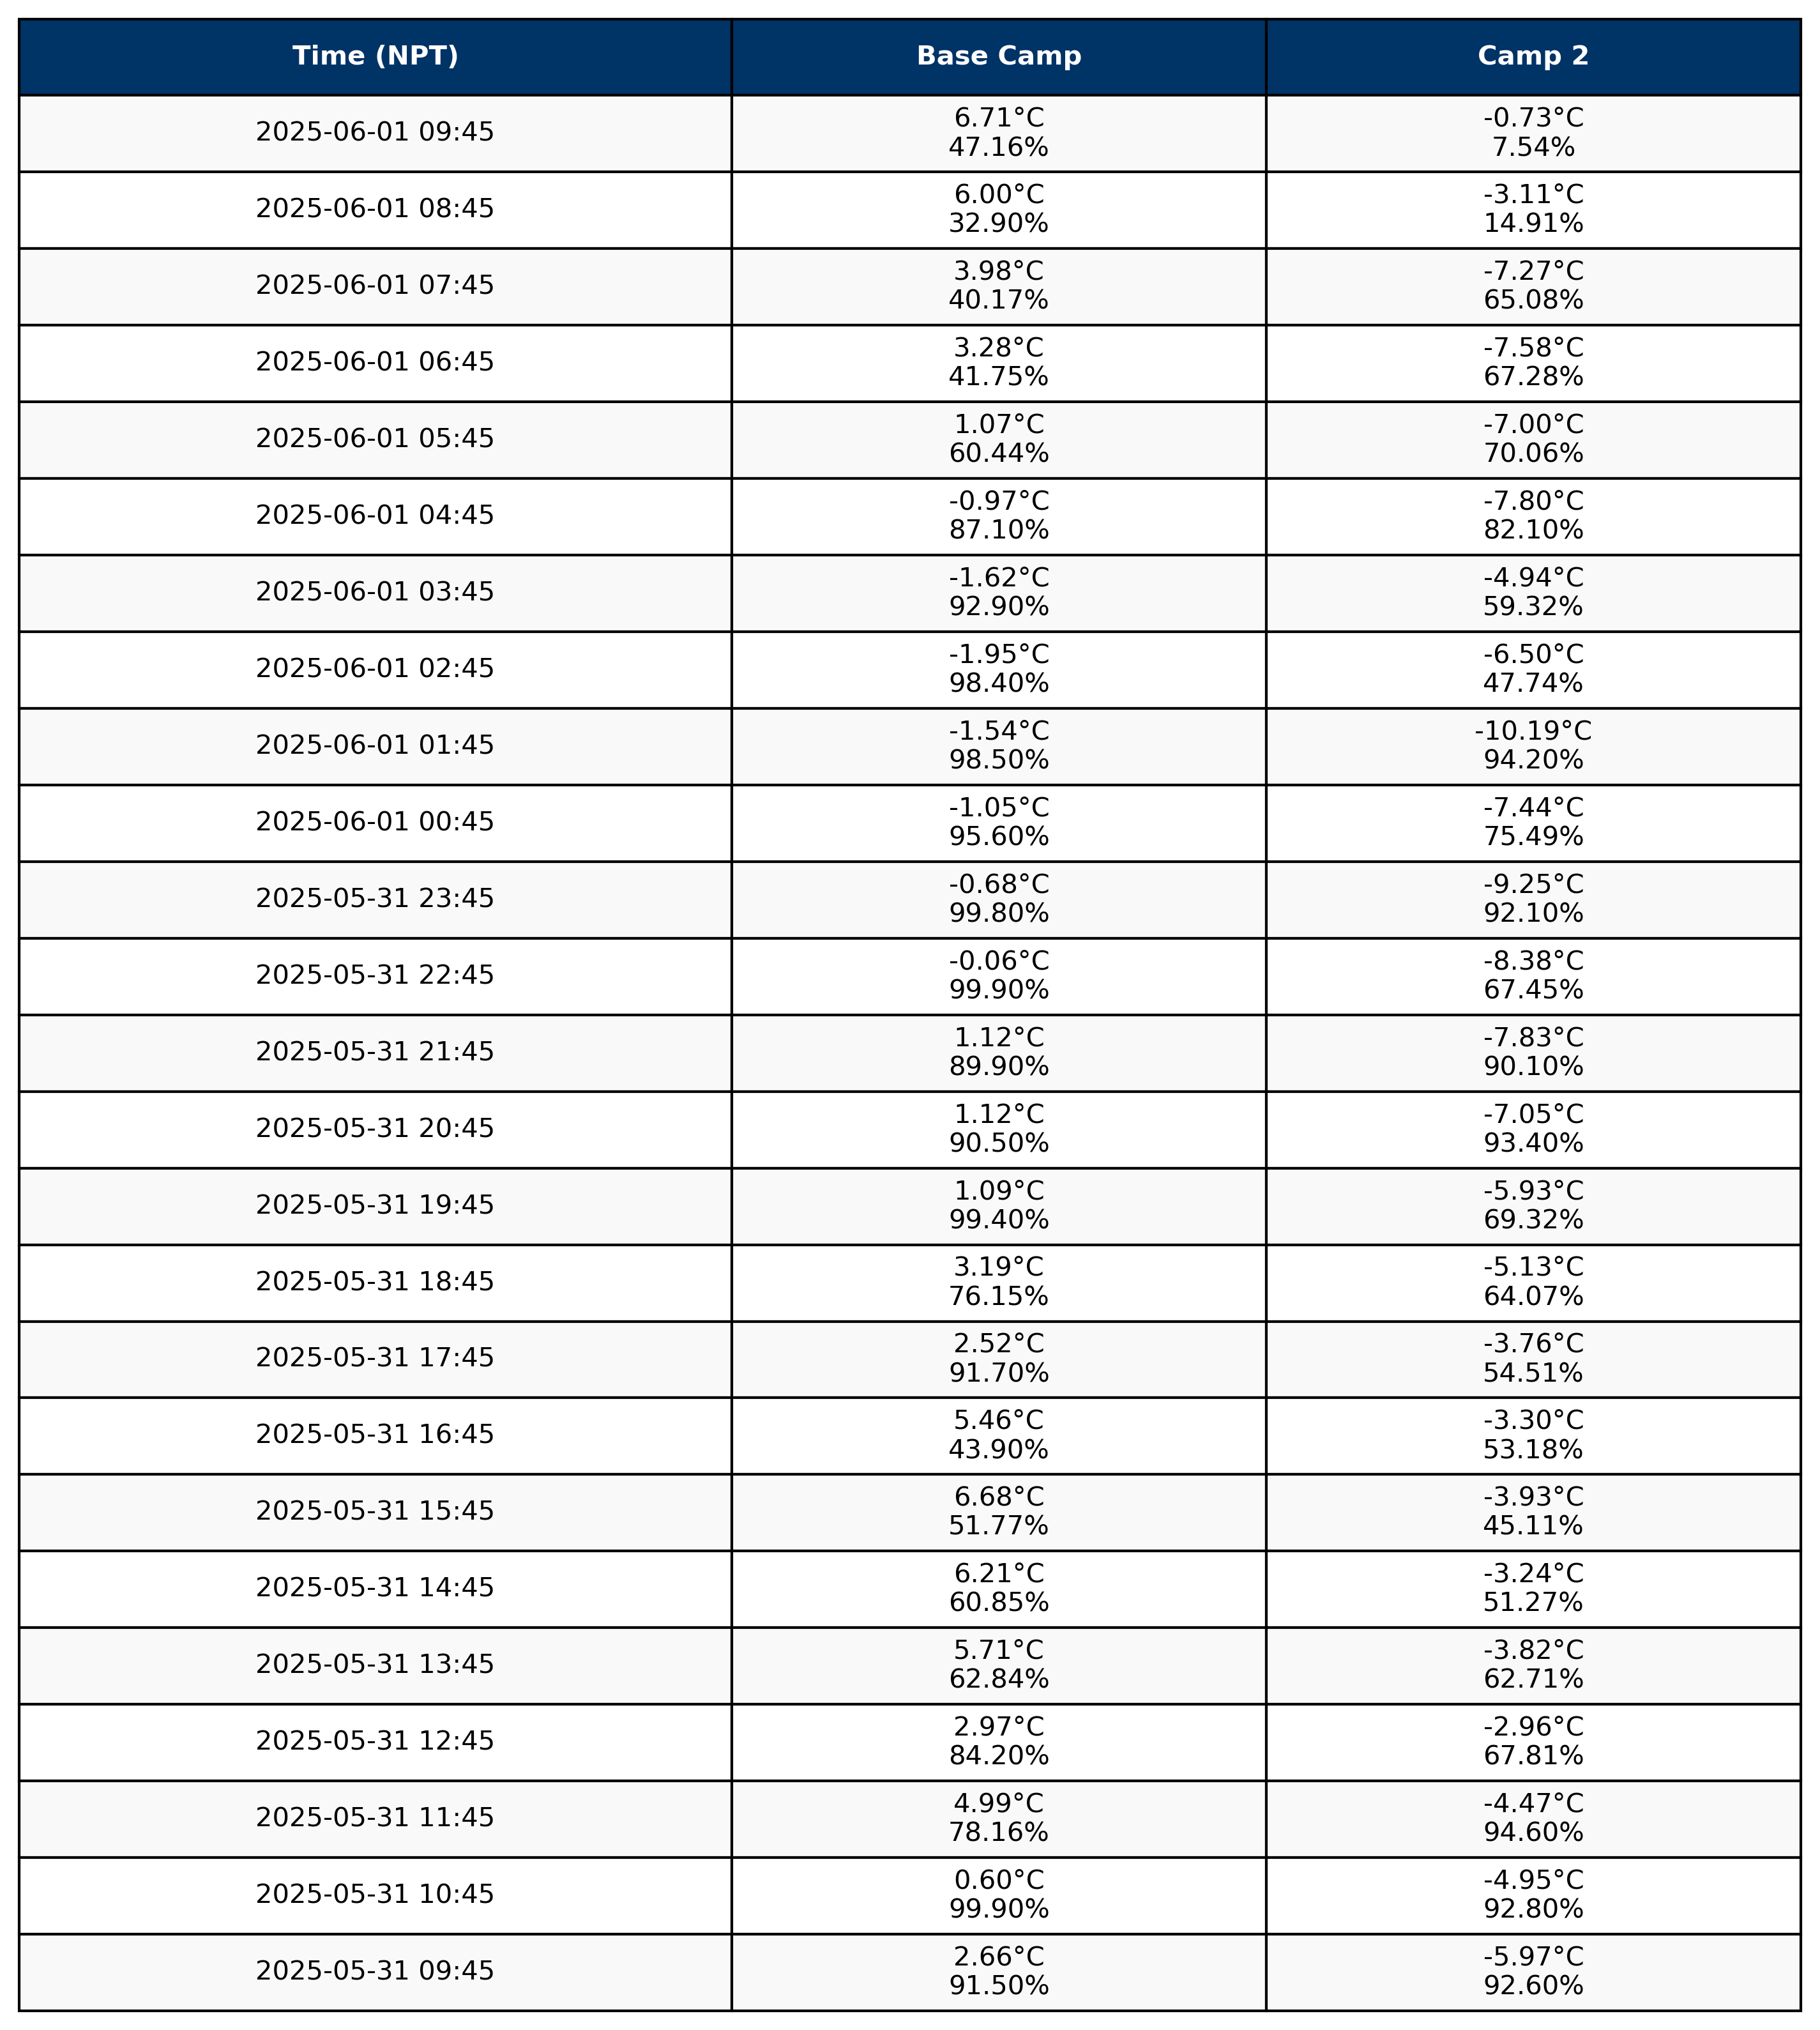 Time (NPT) Base Camp Camp 2
2025-06-01 09:45 6.71°C -0.73°C
47.16% 7.54%
2025-06-01 08:45 6.00°C -3.11°C
32.90% 14.91%
2025-06-01 07:45 3.98°C -7.27°C
40.17% 65.08%
2025-06-01 06:45 3.28°C -7.58°C
41.75% 67.28%
2025-06-01 05:45 1.07°C -7.00°C
60.44% 70.06%
2025-06-01 04:45 -0.97°C -7.80°C
87.10% 82.10%
2025-06-01 03:45 -1.62°C -4.94°C
92.90% 59.32%
2025-06-01 02:45 -1.95°C -6.50°C
98.40% 47.74%
2025-06-01 01:45 -1.54°C -10.19°C
98.50% 94.20%
2025-06-01 00:45 -1.05°C -7.44°C
95.60% 75.49%
2025-05-31 23:45 -0.68°C -9.25°C
99.80% 92.10%
2025-05-31 22:45 -0.06°C -8.38°C
99.90% 67.45%
2025-05-31 21:45 1.12°C -7.83°C
89.90% 90.10%
2025-05-31 20:45 1.12°C -7.05°C
90.50% 93.40%
2025-05-31 19:45 1.09°C -5.93°C
99.40% 69.32%
2025-05-31 18:45 3.19°C -5.13°C
76.15% 64.07%
2025-05-31 17:45 2.52°C -3.76°C
91.70% 54.51%
2025-05-31 16:45 5.46°C -3.30°C
43.90% 53.18%
2025-05-31 15:45 6.68°C -3.93°C
51.77% 45.11%
2025-05-31 14:45 6.21°C -3.24°C
60.85% 51.27%
2025-05-31 13:45 5.71°C -3.82°C
62.84% 62.71%
2025-05-31 12:45 2.97°C -2.96°C
84.20% 67.81%
2025-05-31 11:45 4.99°C -4.47°C
78.16% 94.60%
2025-05-31 10:45 0.60°C -4.95°C
99.90% 92.80%
2025-05-31 09:45 2.66°C -5.97°C
91.50% 92.60%